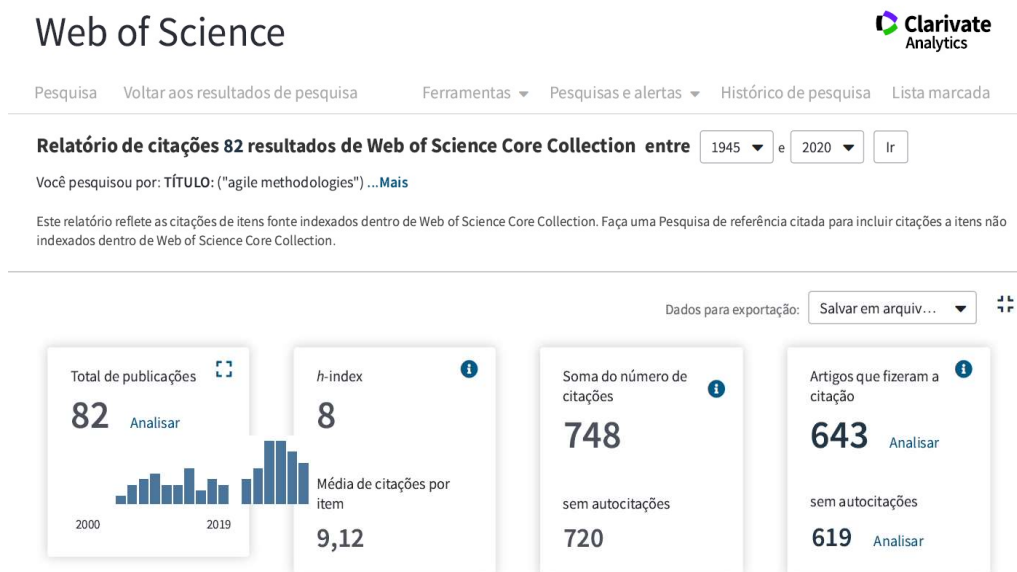 Web of Science
Clarivate
Analytics
Pesquisa Voltar aos resultados de pesquisa Ferramentas Pesquisas e alertas Histórico de pesquisa Lista marcada
Relatório de citações 82 resultados de Web of Science Core Collection entre 1945 e 2020 Ir
Você pesquisou por: TÍTULO: ("agile methodologies") ...Mais
Este relatório reflete as citações de itens fonte indexados dentro de Web of Science Core Collection. Faça uma Pesquisa de referência citada para incluir citações a itens não
indexados dentro de Web of Science Core Collection.
Dados para exportação: Salvar em arquiv...
Total de publicações
82 Analisar
2000 2019
h-index
8
Média de citações por
item
9,12
Soma do número de
citações
748
sem autocitações
720
Artigos que fizeram a
citação
643 Analisar
sem autocitações
619 Analisar